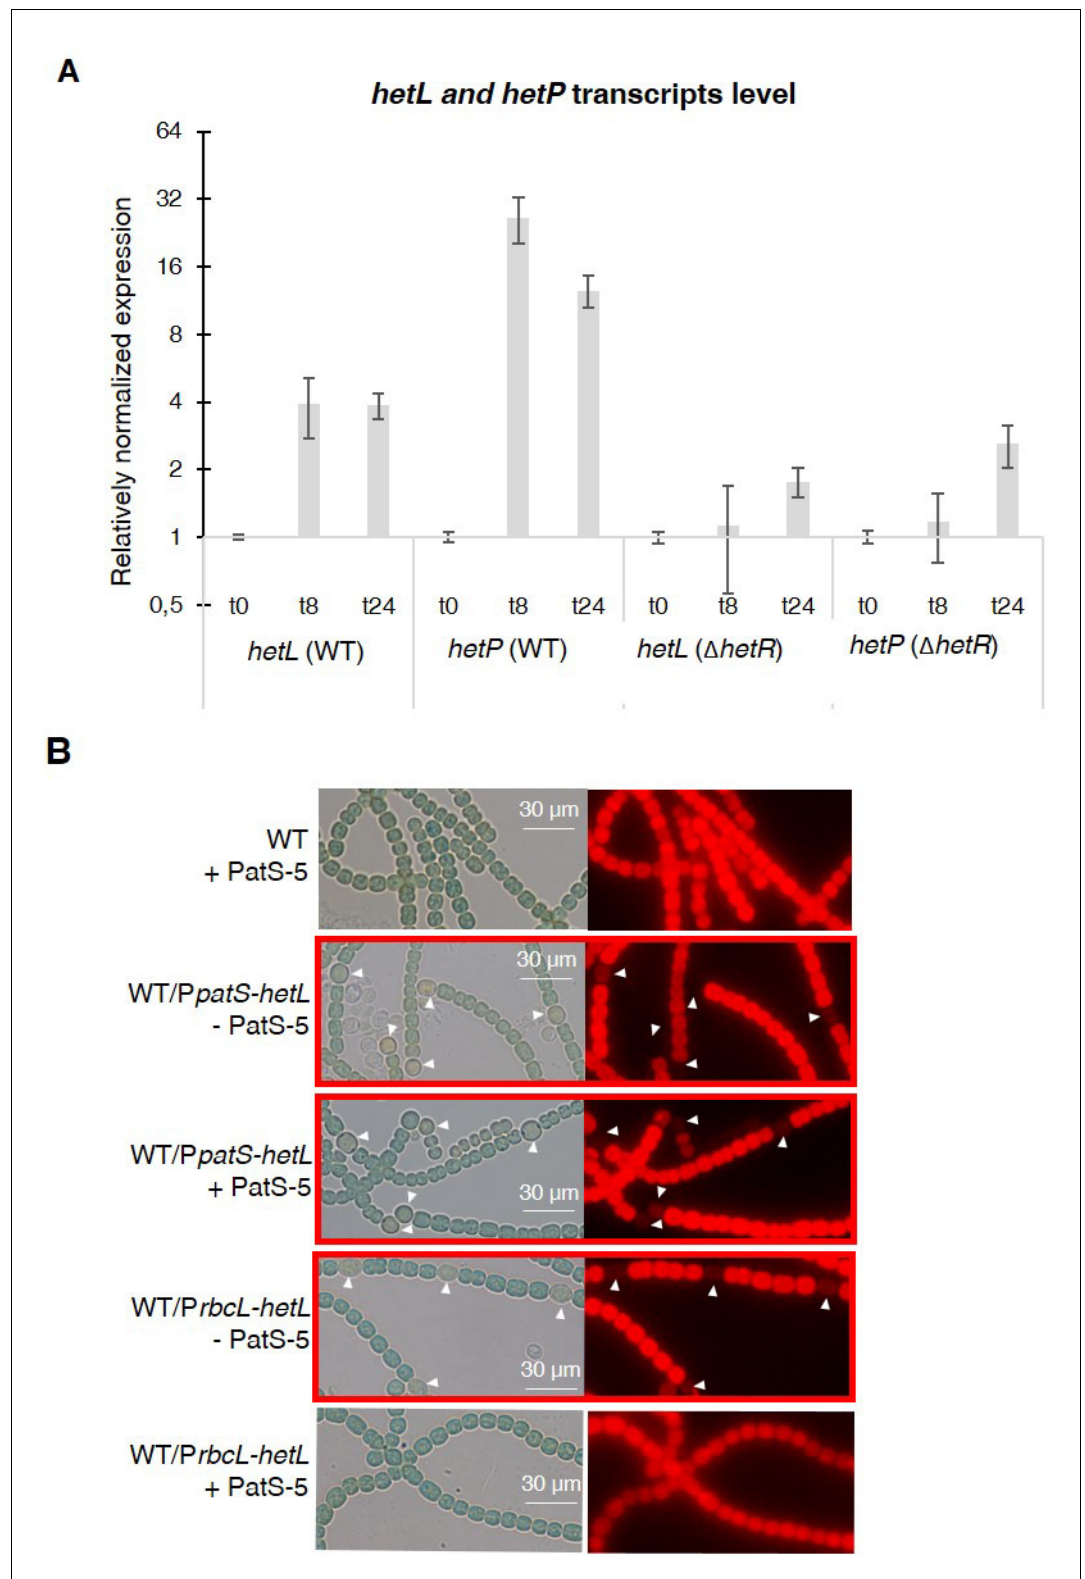 A
hetL and hetP transcripts level
Relatively normalized expression
64
32
16
8
4
2
1
0,5
t0 t8 t24 t0 t8 t24 t0 t8 t24 t0 t8 t24
hetL (WT) hetP (WT) hetL (ΔhetR) hetP (ΔhetR)
B
WT
+ PatS-5
30 µm
WT/PpatS-hetL
- PatS-5
30 µm
WT/PpatS-hetL
+ PatS-5
30 µm
WT/PrbcL-hetL
- PatS-5
30 µm
WT/PrbcL-hetL
+ PatS-5
30 µm